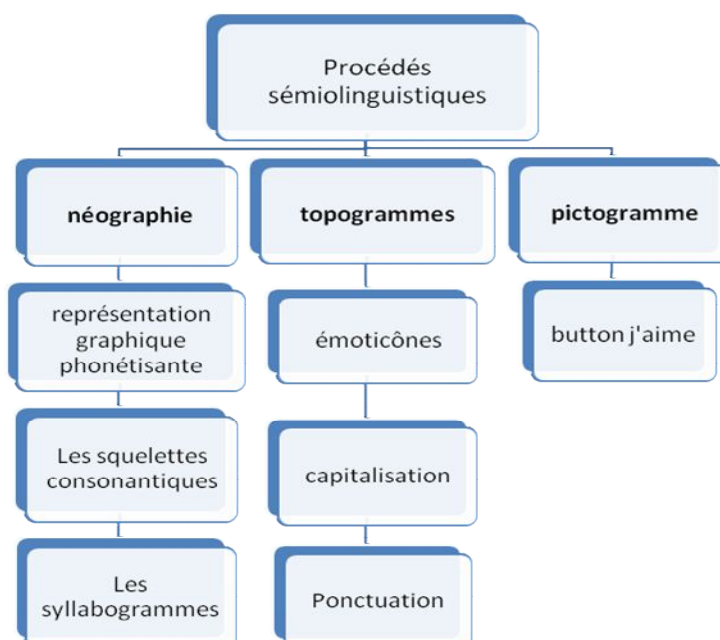 Procédés
sémiolinguistiques
néographie
topogrammes
pictogramme
représentation
graphique
phonétisante
émoticônes
button j'aime
Les squelettes
consonantiques
capitalisation
Les
syllabogrammes
Ponctuation